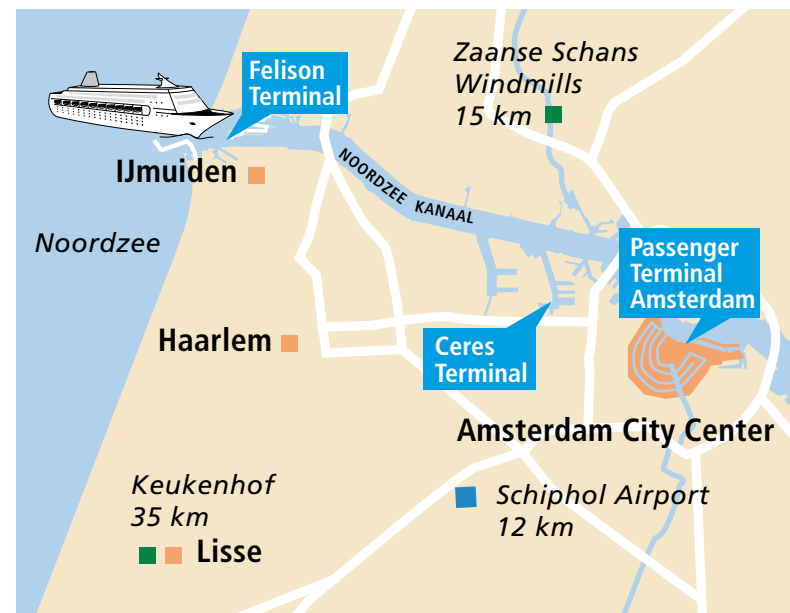 Felison
Terminal
Zaanse Schans
Windmills
15 km
IJmuiden
NOORDZEE KANAAL
Noordzee
Passenger
Terminal
Amsterdam
Haarlem
Ceres
Terminal
Amsterdam City Center
Keukenhof
35 km
Lisse
Schiphol Airport
12 km